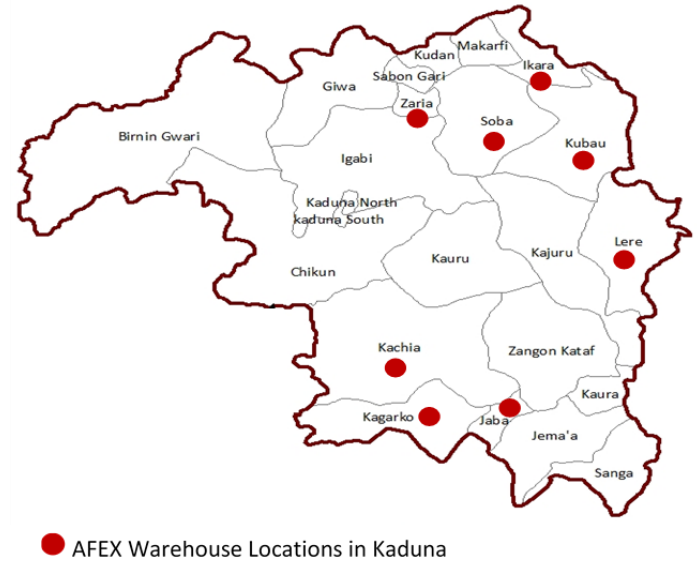 Makarfi
Kudan
Ikara
Sabon Gari
Giwa
Zaria
Soba
Birnin Gwari
Kubau
Igabi
Kaduna North
kaduna South
Lere
Kauru
Kajuru
Chikun
Kachia
Zangon Kataf
Kaura
Kagarko
Jaba
Jema'a
Sanga
AFEX Warehouse Locations in Kaduna